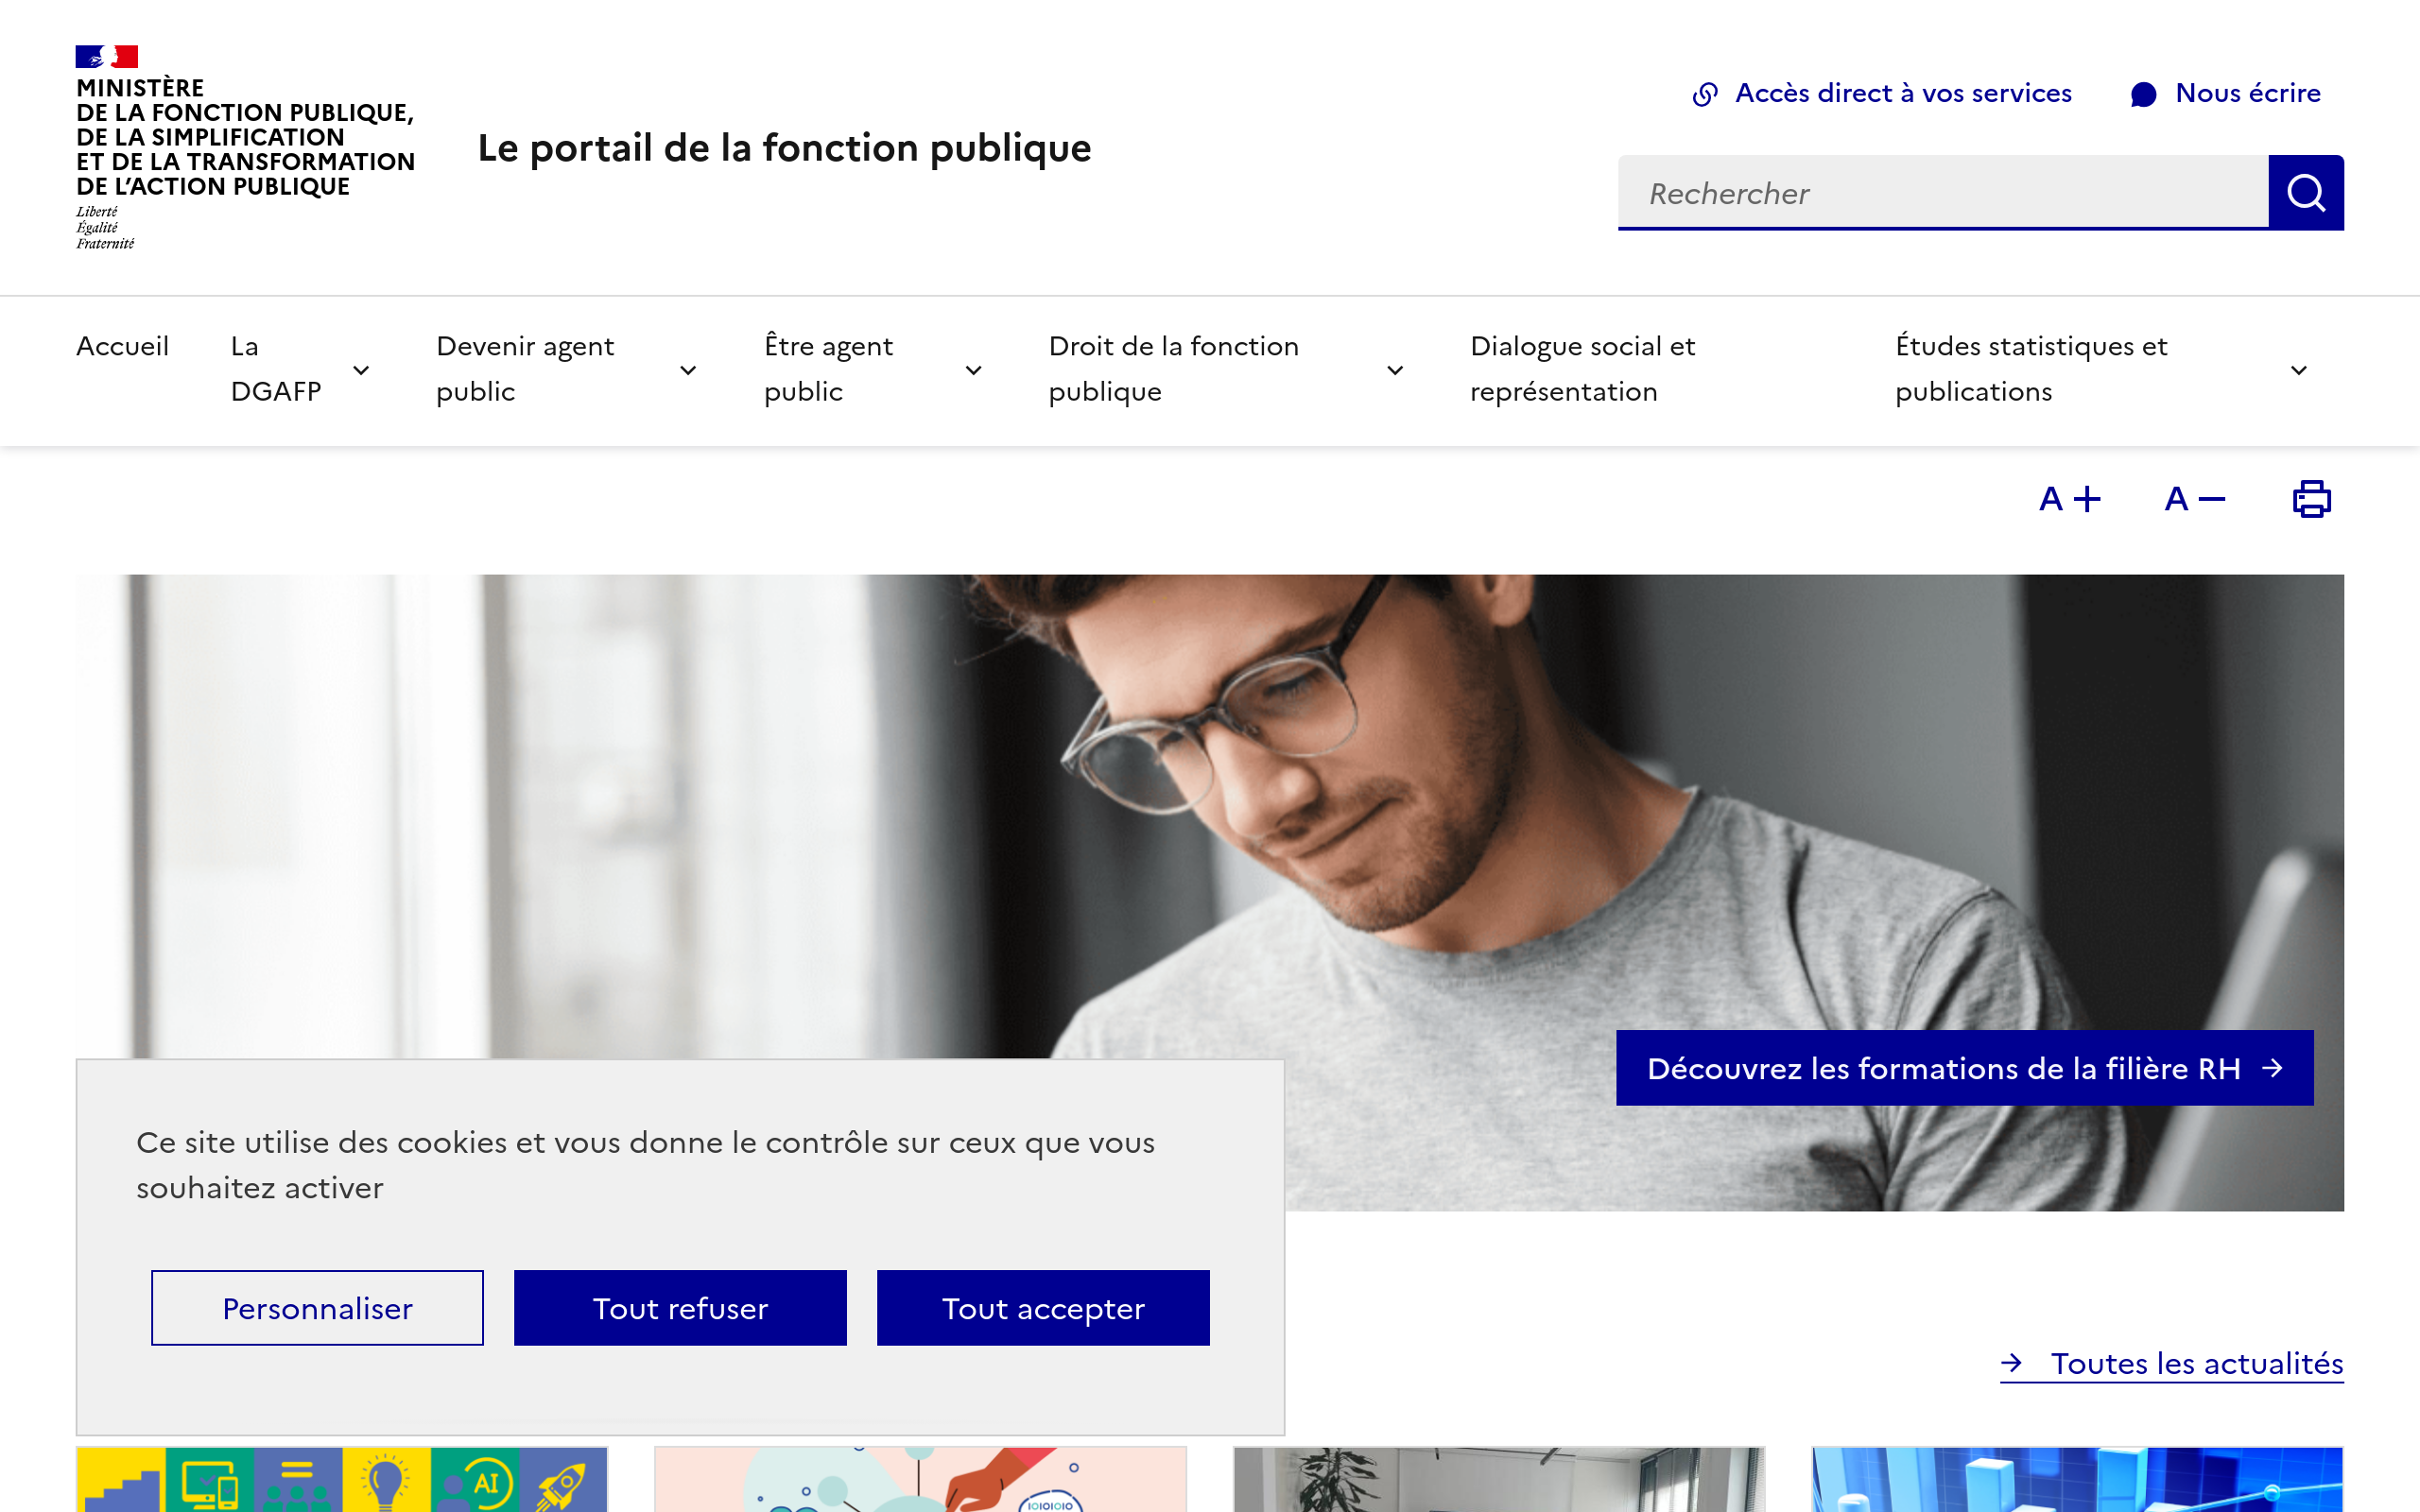 MINISTÈRE
DE LA FONCTION PUBLIQUE,
DE LA SIMPLIFICATION
ET DE LA TRANSFORMATION
DE L’ACTION PUBLIQUE
Liberté
Égalité
Fraternité
Le portail de la fonction publique
Accès direct à vos services
Nous écrire
Rechercher
Accueil
La
DGAFP
Devenir agent
public
Être agent
public
Droit de la fonction
publique
Dialogue social et
représentation
Études statistiques et
publications
A +
A −
Découvrez les formations de la filière RH
Ce site utilise des cookies et vous donne le contrôle sur ceux que vous
souhaitez activer
Personnaliser
Tout refuser
Tout accepter
Toutes les actualités
AI
1010101010